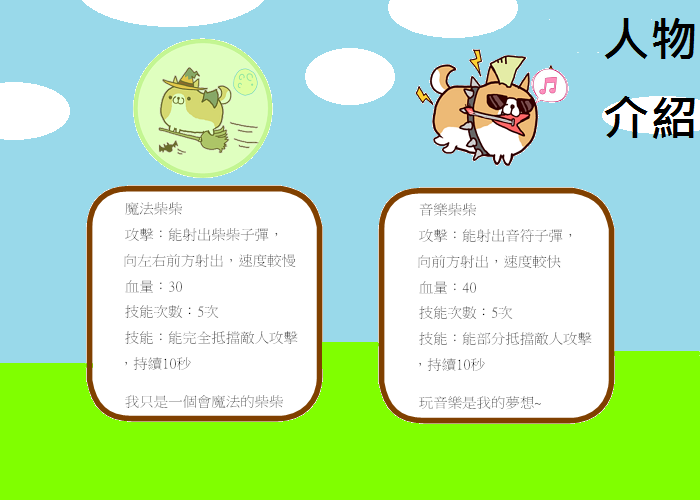 人物
介紹
魔法柴柴
攻擊：能射出柴柴子彈，
向左右前方射出，速度較慢
血量：30
技能次數：5次
技能：能完全抵擋敵人攻擊
，持續10秒
我只是一個會魔法的柴柴
音樂柴柴
攻擊：能射出音符子彈，
向前方射出，速度較快
血量：40
技能次數：5次
技能：能部分抵擋敵人攻擊
，持續10秒
玩音樂是我的夢想~